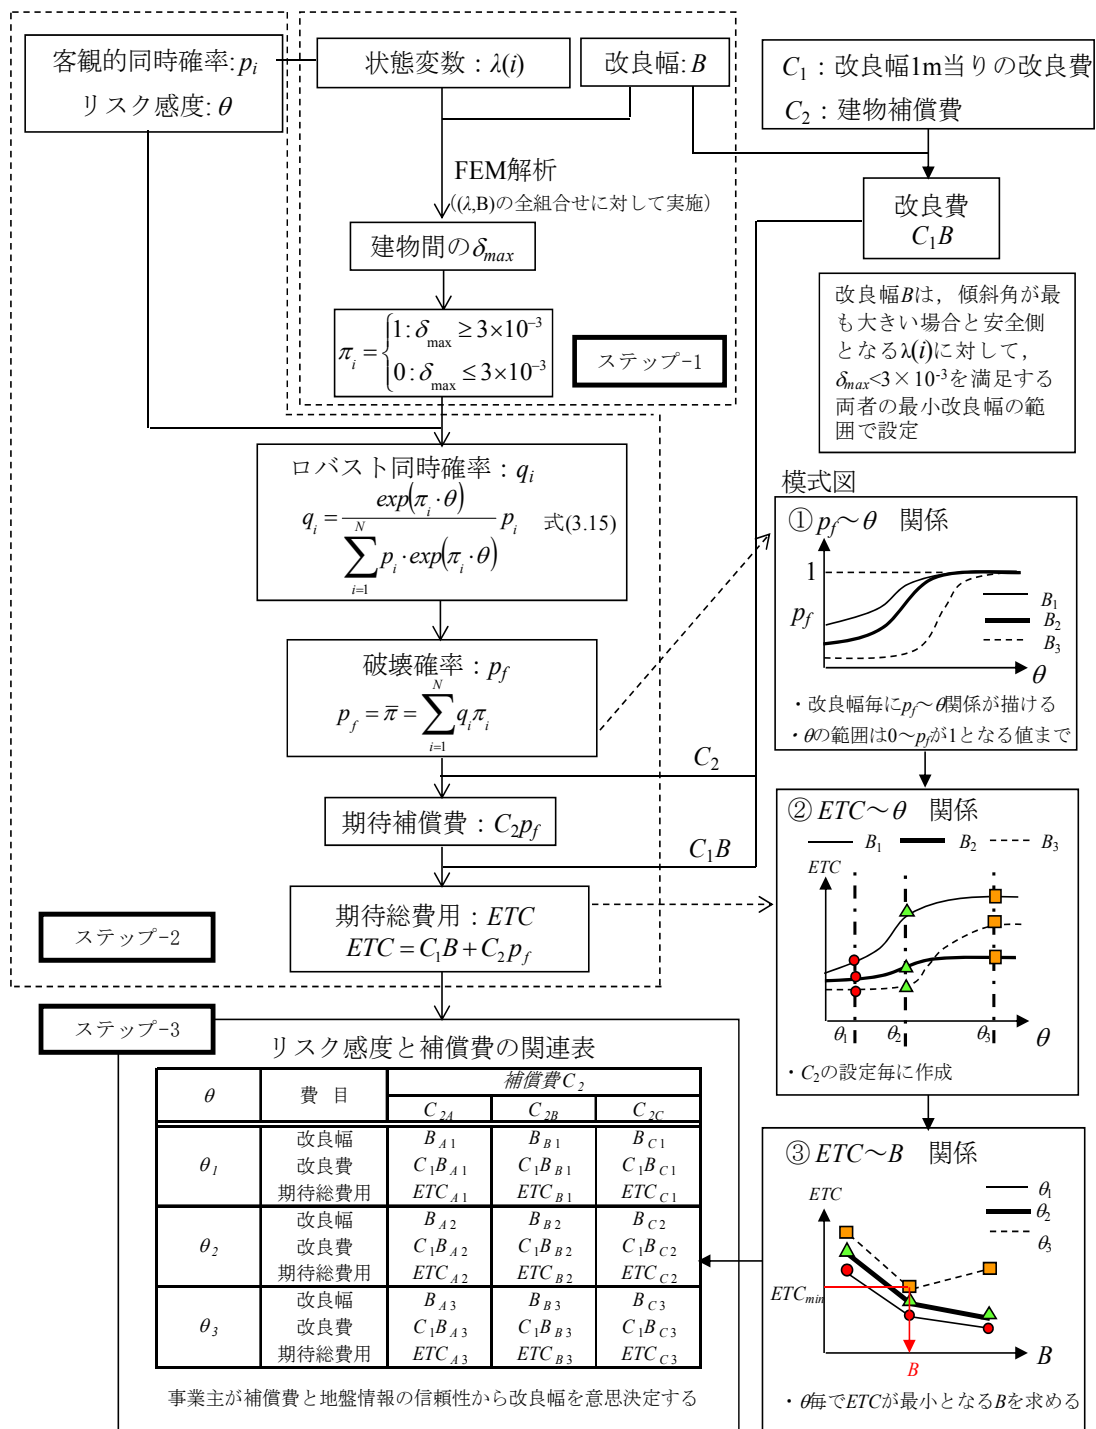 客観的同時確率:pi
リスク感度:θ
状態変数：λ(i)
改良幅:B
C1：改良幅1m当りの改良費
C2：建物補償費
FEM解析
((λ,B)の全組合せに対して実施)
改良費
C1B
建物間のδmax
πi = { 1:δmax ≥ 3×10-3
0:δmax ≤ 3×10-3
ステップ-1
改良幅Bは，傾斜角が最
も大きい場合と安全側
となるλ(i)に対して，
δmax<3×10-3を満足する
両者の最小改良幅の範
囲で設定
ロバスト同時確率：qi
qi = exp(πi・θ) / Σ(i=1, N) pi・exp(πi・θ) pi 式(3.15)
破壊確率：pf
pf = π̄ = Σ(i=1, N) qiπi
C2
期待補償費：C2pf
C1B
期待総費用：ETC
ETC = C1B + C2pf
ステップ-2
模式図
①pf～θ 関係
1
pf
B1
B2
B3
θ
・改良幅毎にpf～θ関係が描ける
・θの範囲は0～pfが1となる値まで
②ETC～θ 関係
B1 B2 B3
ETC
θ1 θ2 θ3 θ
・C2の設定毎に作成
③ETC～B 関係
ETC
θ1
θ2
θ3
ETCmin
B
B
・θ毎でETCが最小となるBを求める
ステップ-3
リスク感度と補償費の関連表
θ 費 目 補償費C2
C2A C2B C2C
改良幅 BA1 BB1 BC1
θ1 改良費 C1BA1 C1BB1 C1BC1
期待総費用 ETCA1 ETCB1 ETCC1
改良幅 BA2 BB2 BC2
θ2 改良費 C1BA2 C1BB2 C1BC2
期待総費用 ETCA2 ETCB2 ETCC2
改良幅 BA3 BB3 BC3
θ3 改良費 C1BA3 C1BB3 C1BC3
期待総費用 ETCA3 ETCB3 ETCC3
事業主が補償費と地盤情報の信頼性から改良幅を意思決定する